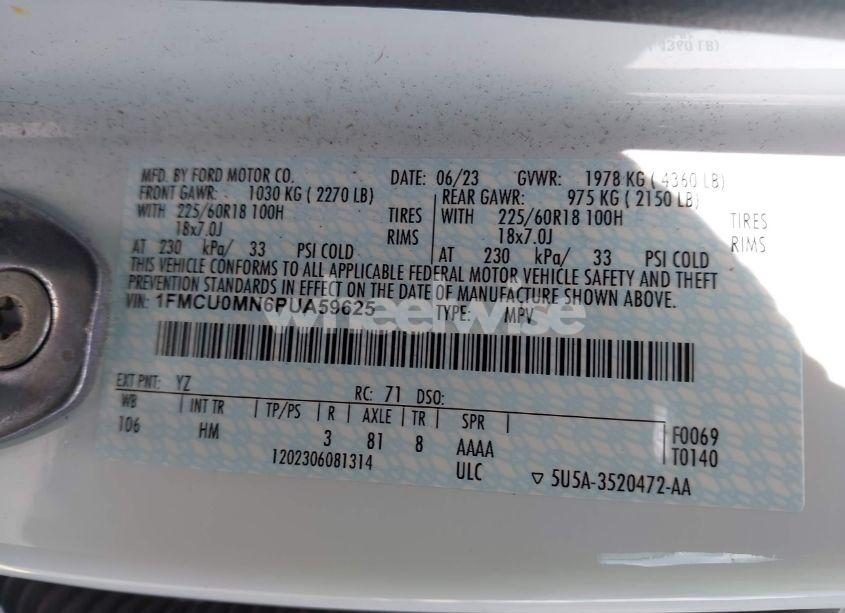 4360 LB)
MFD. BY FORD MOTOR CO. DATE: 06/23 GVWR: 1978 KG ( 4360 LB)
FRONT GAWR: 1030 KG ( 2270 LB) REAR GAWR: 975 KG ( 2150 LB)
WITH 225/60R18 100H TIRES WITH 225/60R18 100H TIRES
18x7.0J RIMS 18x7.0J RIMS
AT 230 kPa/ 33 PSI COLD AT 230 kPa/ 33 PSI COLD
THIS VEHICLE CONFORMS TO ALL APPLICABLE FEDERAL MOTOR VEHICLE SAFETY AND THEFT
PREVENTION STANDARDS IN EFFECT ON THE DATE OF MANUFACTURE SHOWN ABOVE.
VIN: 1FMCU0MN6PUA59625 TYPE: MPV
wheelwise
EXT PNT: YZ RC: 71 DSO:
WB INT TR TP/PS R AXLE TR SPR
106 HM 3 81 8 AAAA F0069
1202306081314 ULC T0140
▽ 5U5A-3520472-AA